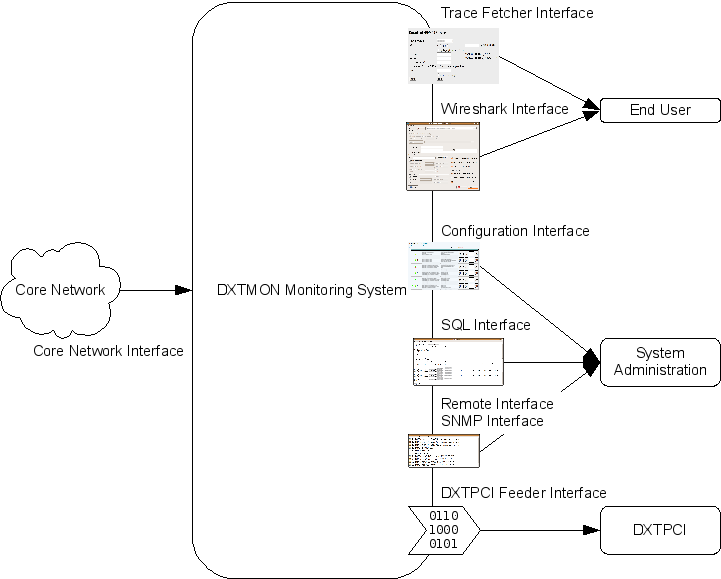 Trace Fetcher Interface
Wireshark Interface
End User
Configuration Interface
Core Network
DXTMON Monitoring System
Core Network Interface
SQL Interface
System
Administration
Remote Interface
SNMP Interface
DXTPCI Feeder Interface
0110
1000
0101
DXTPCI